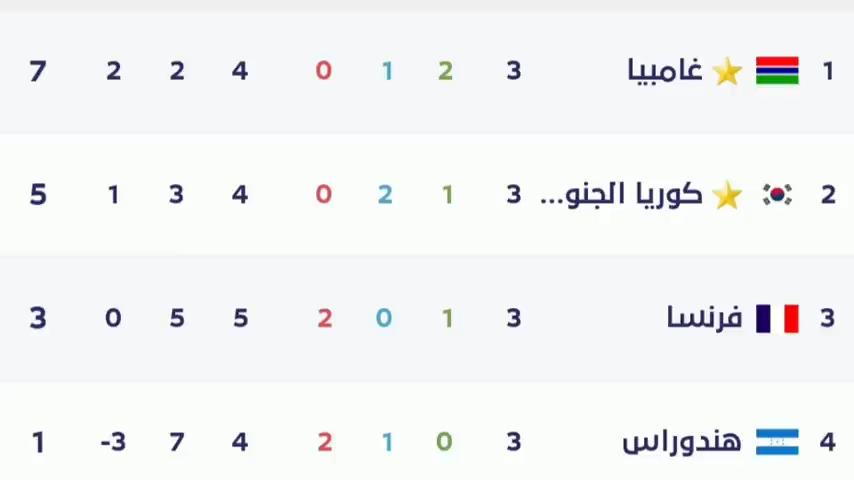 1 غامبيا 3 2 1 0 4 2 2 7
2 كوريا الجنو... 3 1 2 0 4 3 1 5
3 فرنسا 3 1 0 2 5 5 0 3
4 هندوراس 3 0 1 2 4 7 -3 1